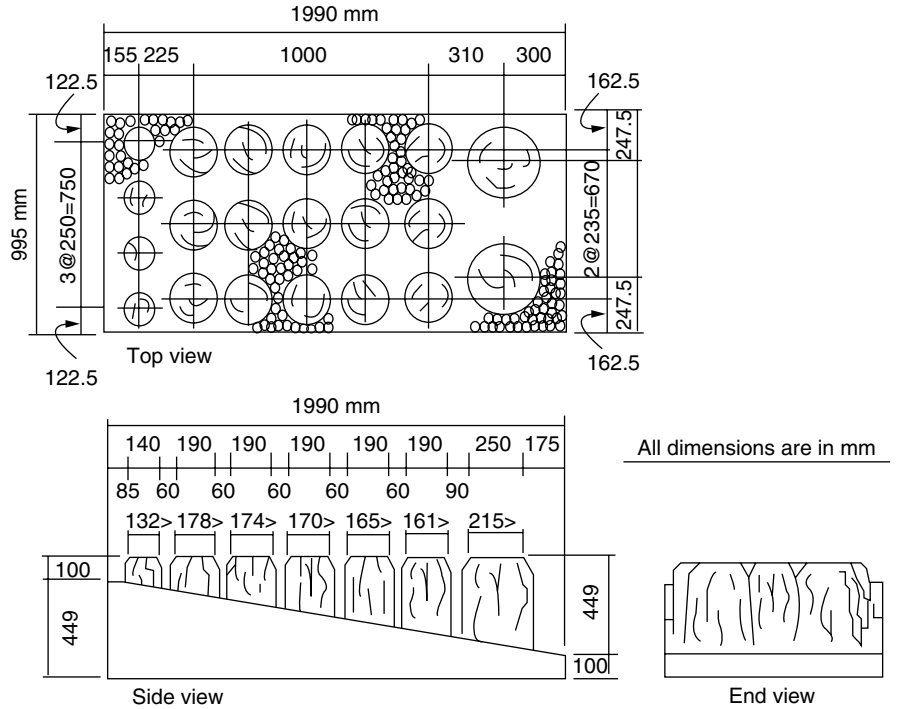 1990 mm
155 225 1000 310 300
122.5
162.5
995 mm
3@250=750
247.5
2@235=670
247.5
Top view
122.5
162.5
1990 mm
140 190 190 190 190 190 250 175
All dimensions are in mm
85 60 60 60 60 60 90
132> 178> 174> 170> 165> 161> 215>
100
449
449
100
Side view
End view